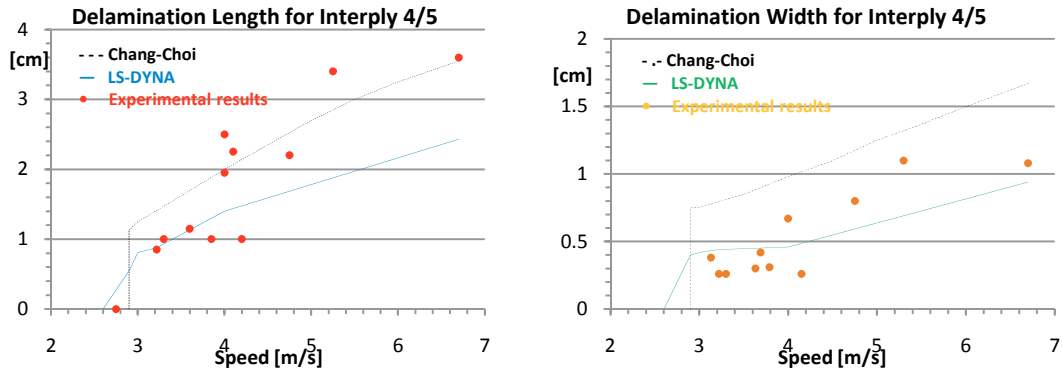 Delamination Length for Interply 4/5
4
[cm]
3
2
1
0
Chang-Choi
LS-DYNA
Experimental results
2 3 4 5 6 7
Speed [m/s]
Delamination Width for Interply 4/5
2
[cm]
1.5
1
0.5
0
Chang-Choi
LS-DYNA
Experimental results
2 3 4 5 6 7
Speed [m/s]